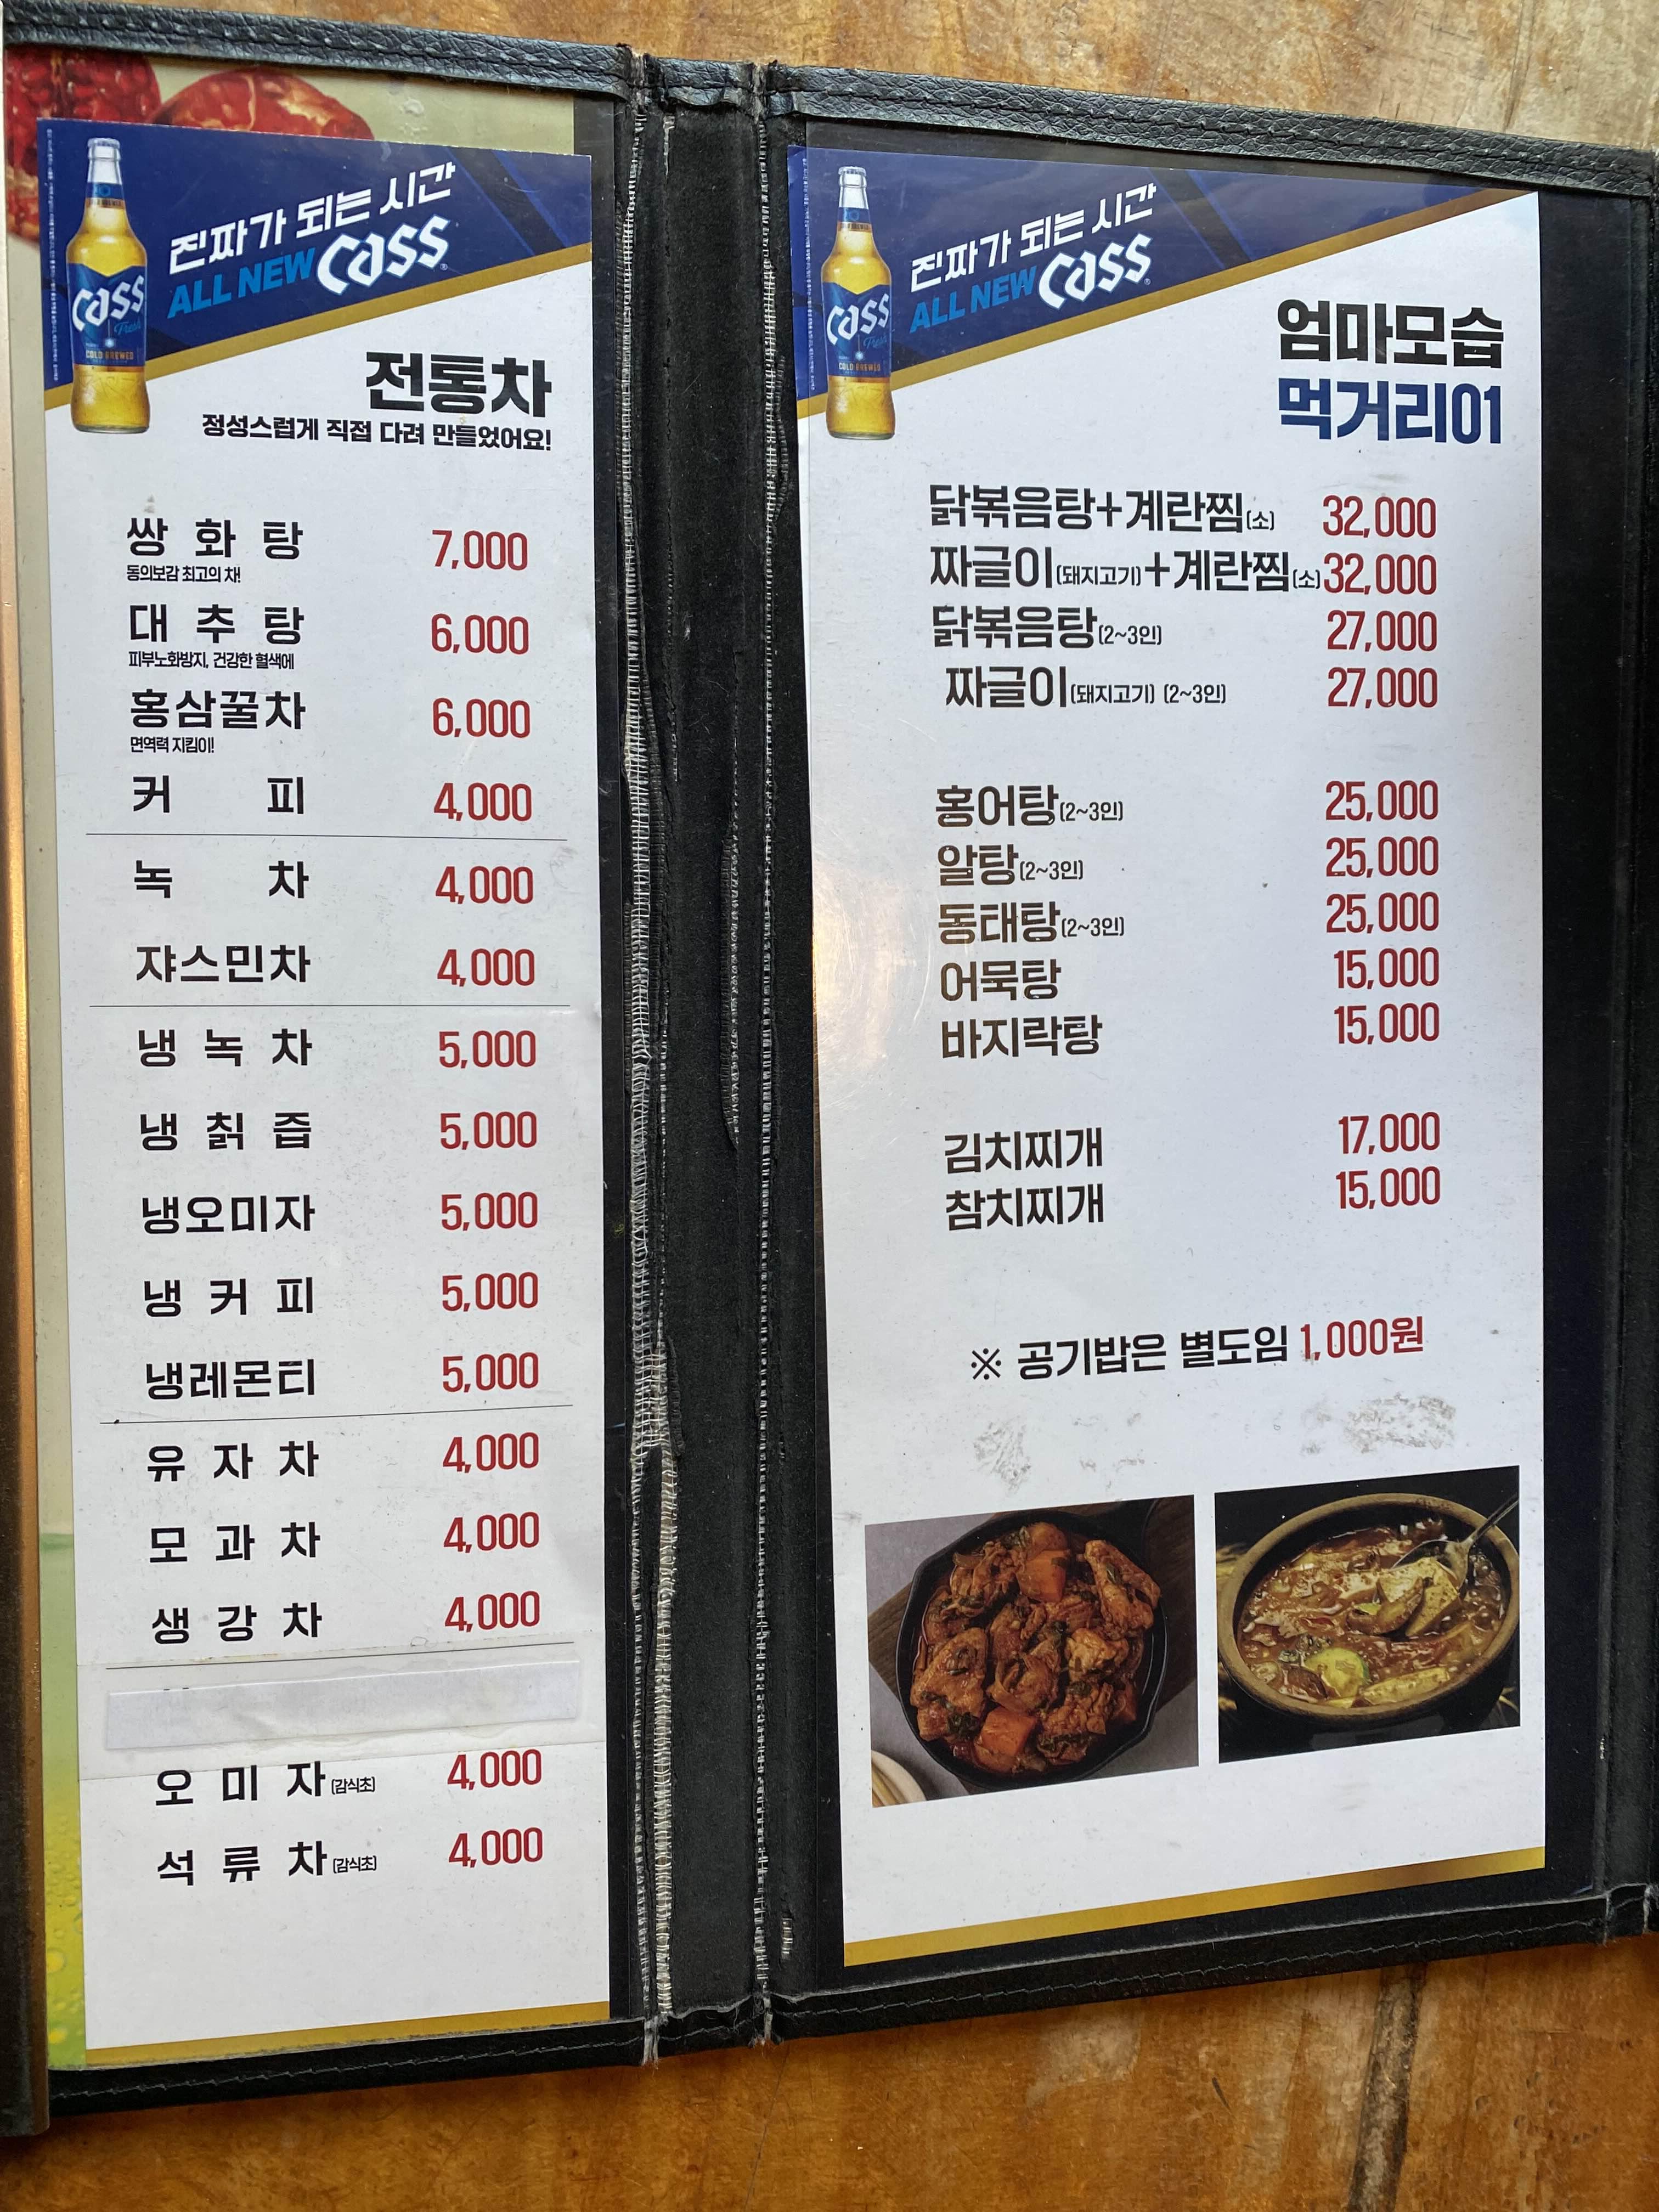 진짜가 되는 시간
ALL NEW Cass
Cass
Fresh
COLD BREWED
전통차
정성스럽게 직접 다려 만들었어요!
쌍 화 탕 7,000
동의보감 최고의 차!
대 추 탕 6,000
피부노화방지, 건강한 혈색에
홍삼꿀차 6,000
면역력 지킴이!
커 피 4,000
녹 차 4,000
쟈스민차 4,000
냉 녹 차 5,000
냉 칡 즙 5,000
냉오미자 5,000
냉 커 피 5,000
냉레몬티 5,000
유 자 차 4,000
모 과 차 4,000
생 강 차 4,000
오 미 자(감식초) 4,000
석 류 차(감식초) 4,000
진짜가 되는 시간
ALL NEW Cass
Cass
Fresh
COLD BREWED
엄마모습
먹거리01
닭볶음탕+계란찜(소) 32,000
짜글이(돼지고기)+계란찜(소) 32,000
닭볶음탕(2~3인) 27,000
짜글이(돼지고기) (2~3인) 27,000
홍어탕(2~3인) 25,000
알탕(2~3인) 25,000
동태탕(2~3인) 25,000
어묵탕 15,000
바지락탕 15,000
김치찌개 17,000
참치찌개 15,000
※ 공기밥은 별도임 1,000원